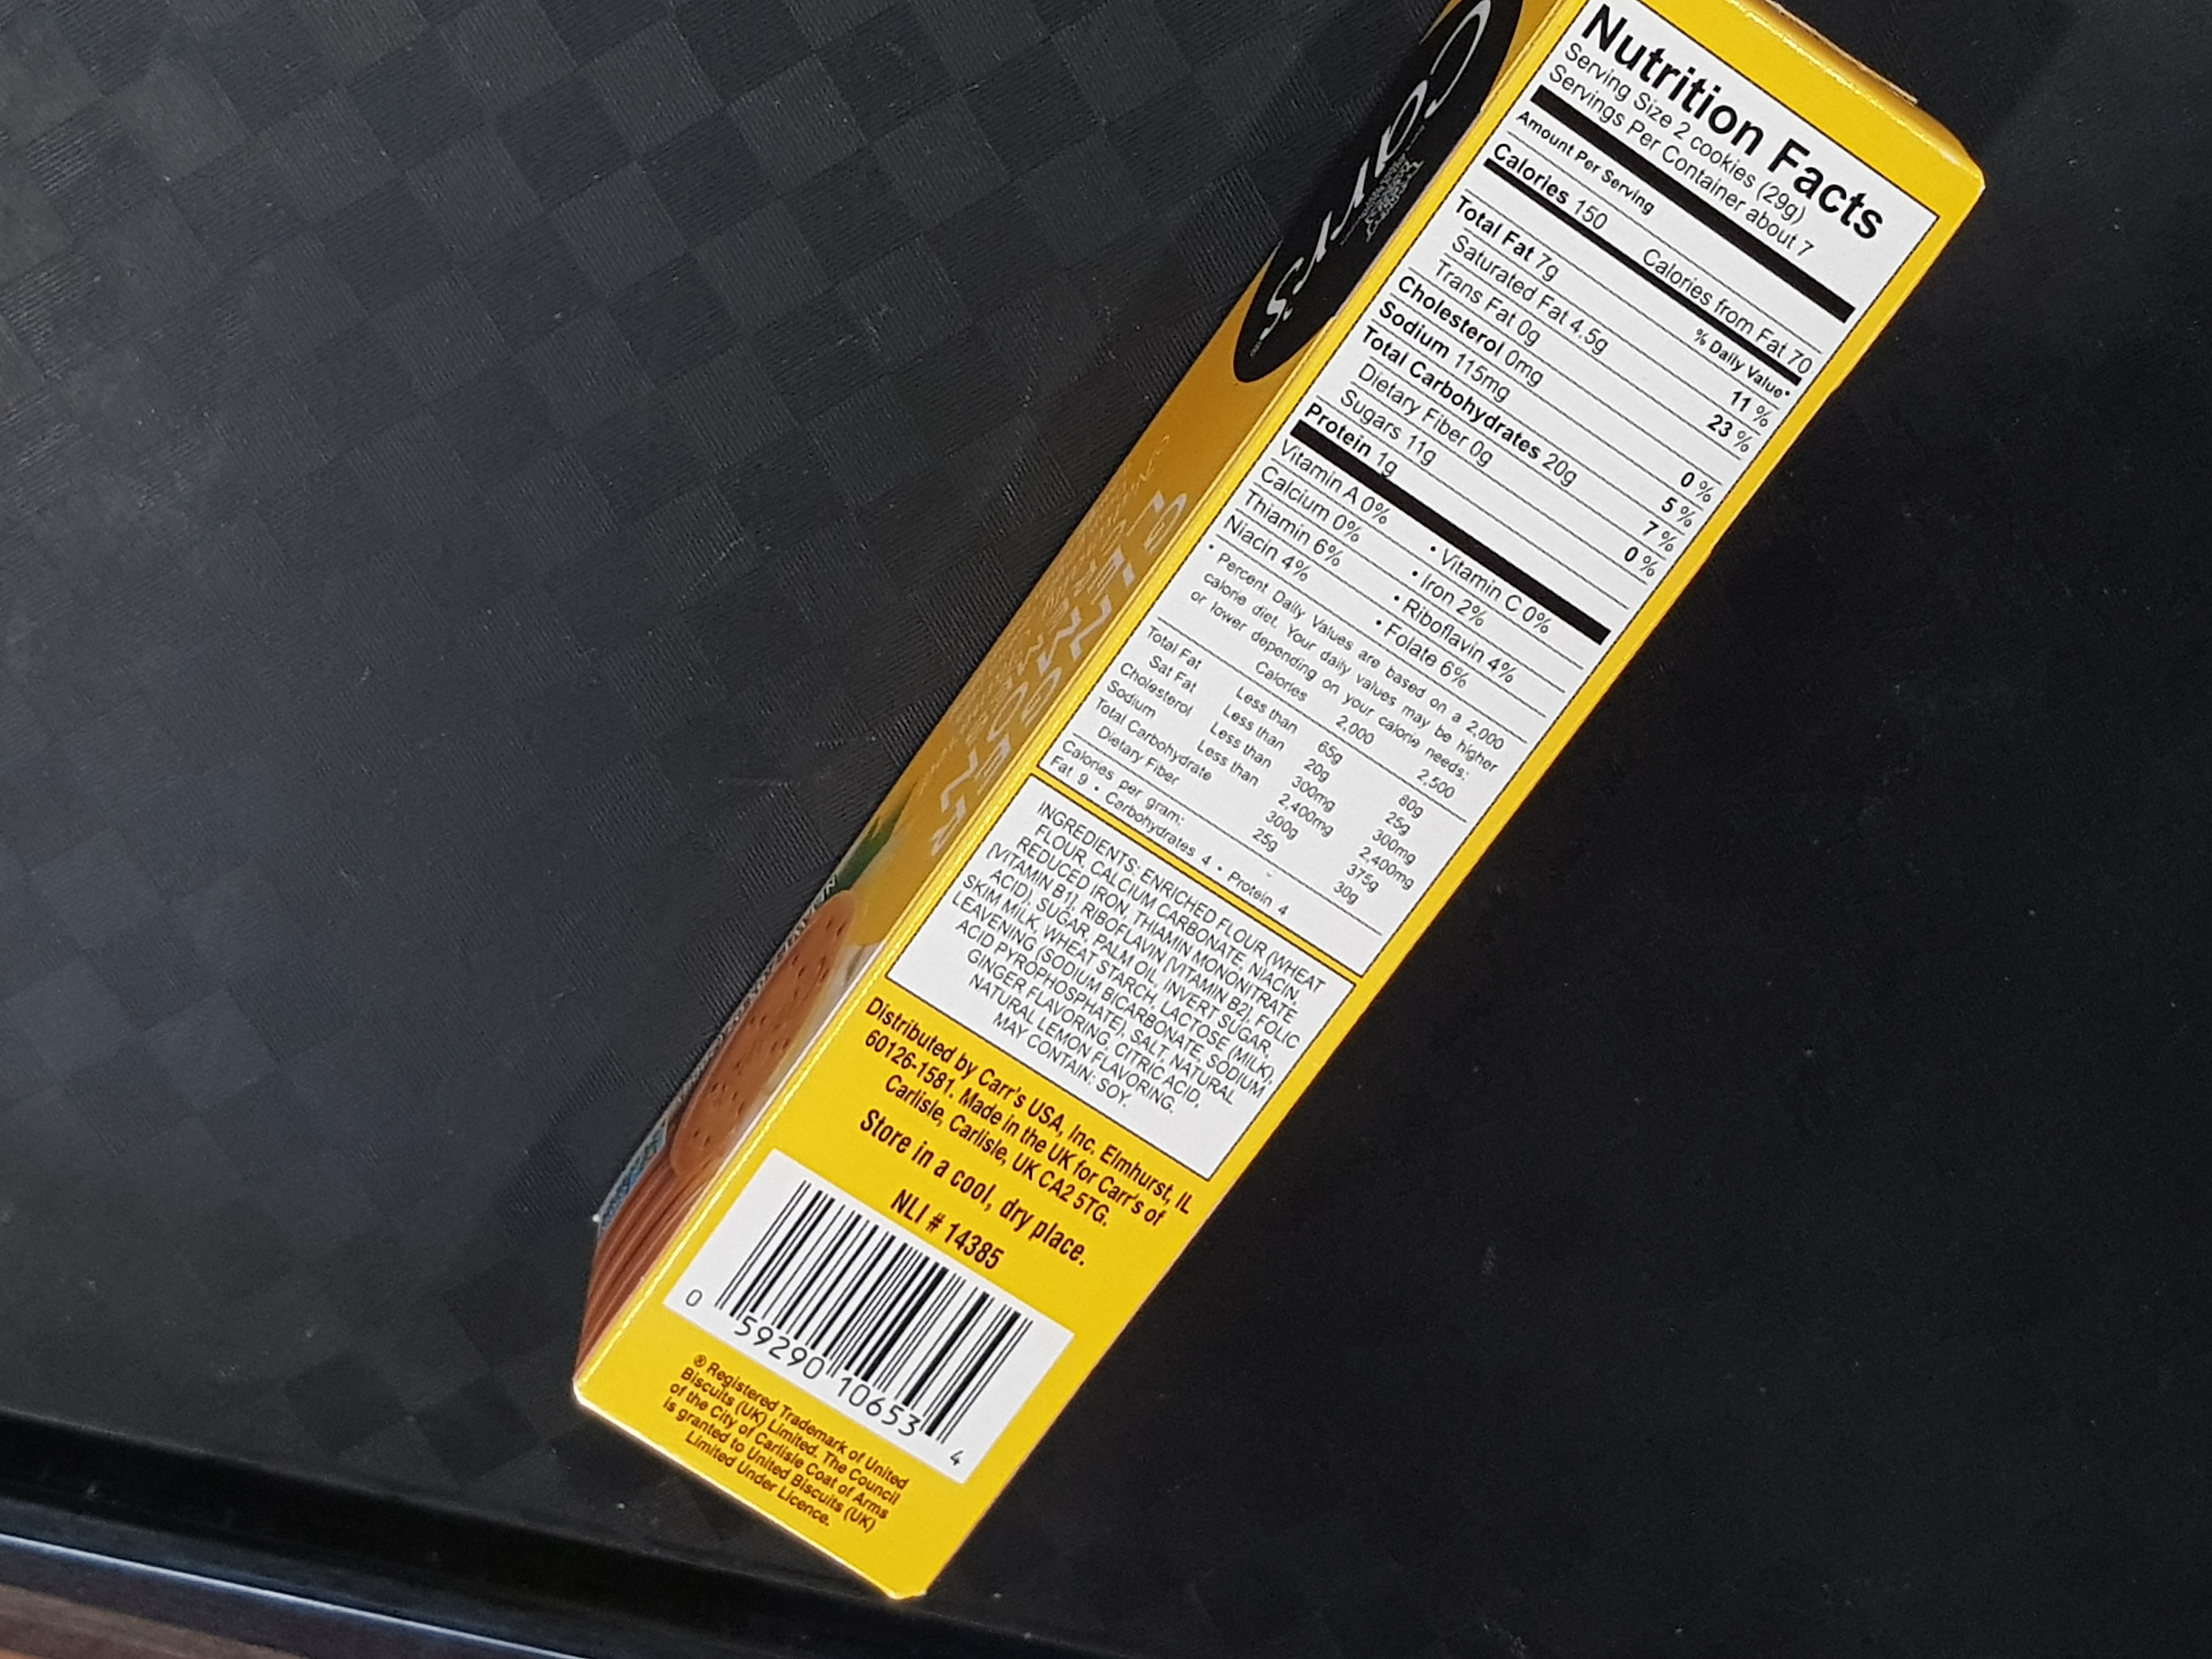 Carr's
Nutrition Facts
Serving Size 2 cookies (29g)
Servings Per Container about 7
Amount Per Serving
Calories 150 Calories from Fat 70
% Daily Value*
Total Fat 7g 11 %
Saturated Fat 4.5g 23 %
Trans Fat 0g
Cholesterol 0mg 0 %
Sodium 115mg 5 %
Total Carbohydrates 20g 7 %
Dietary Fiber 0g 0 %
Sugars 11g
Protein 1g
Vitamin A 0% • Vitamin C 0%
Calcium 0% • Iron 2%
Thiamin 6% • Riboflavin 4%
Niacin 4% • Folate 6%
* Percent Daily Values are based on a 2,000
calorie diet. Your daily values may be higher
or lower depending on your calorie needs:
Calories 2,000 2,500
Total Fat Less than 65g 80g
Sat Fat Less than 20g 25g
Cholesterol Less than 300mg 300mg
Sodium Less than 2,400mg 2,400mg
Total Carbohydrate 300g 375g
Dietary Fiber 25g 30g
Calories per gram:
Fat 9 • Carbohydrates 4 • Protein 4
INGREDIENTS: ENRICHED FLOUR (WHEAT
FLOUR, CALCIUM CARBONATE, NIACIN,
REDUCED IRON, THIAMIN MONONITRATE
[VITAMIN B1], RIBOFLAVIN [VITAMIN B2], FOLIC
ACID), SUGAR, PALM OIL, INVERT SUGAR,
SKIM MILK, WHEAT STARCH, LACTOSE (MILK),
LEAVENING (SODIUM BICARBONATE, SODIUM
ACID PYROPHOSPHATE), SALT, NATURAL
GINGER FLAVORING, CITRIC ACID,
NATURAL LEMON FLAVORING.
MAY CONTAIN: SOY.
Distributed by Carr's USA, Inc. Elmhurst, IL
60126-1581. Made in the UK for Carr's of
Carlisle, Carlisle, UK CA2 5TG.
Store in a cool, dry place.
NLI # 14385
0 59290 10653 4
® Registered Trademark of United
Biscuits (UK) Limited. The Council
of the City of Carlisle Coat of Arms
is granted to United Biscuits (UK)
Limited Under Licence.